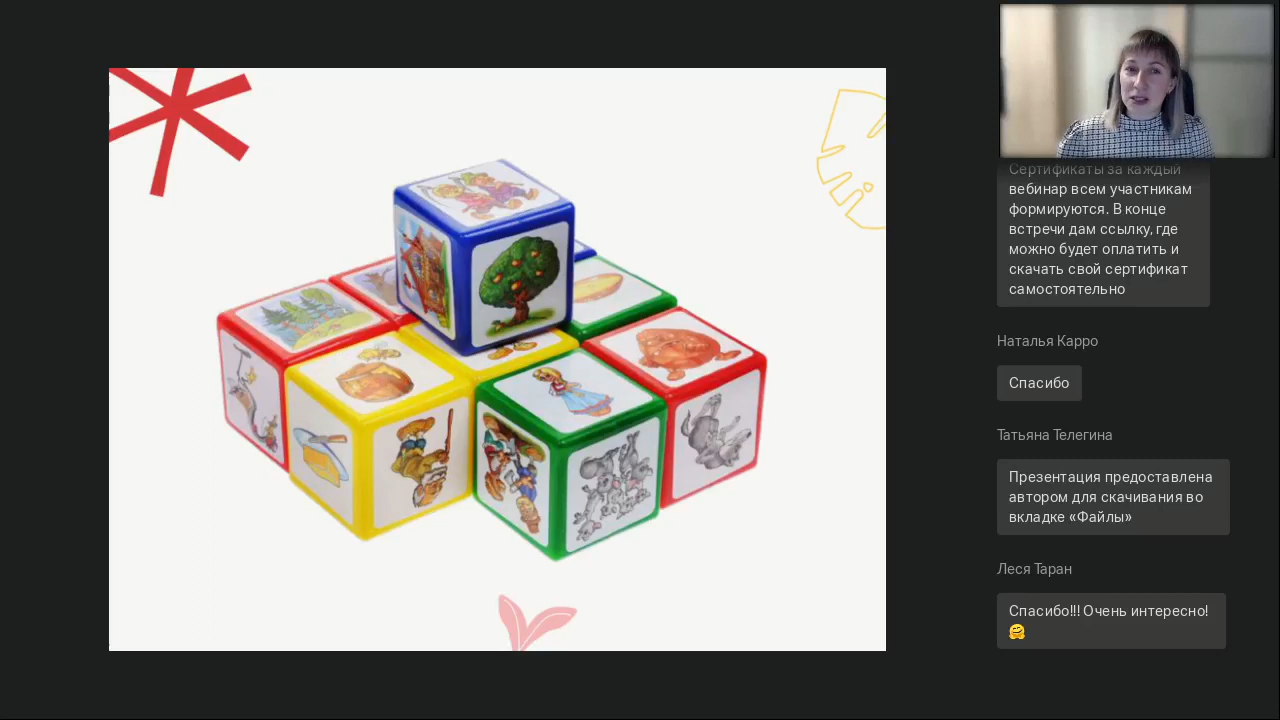 Сертификаты за каждый
вебинар всем участникам
формируются. В конце
встречи дам ссылку, где
можно будет оплатить и
скачать свой сертификат
самостоятельно
Наталья Карро
Спасибо
Татьяна Телегина
Презентация предоставлена
автором для скачивания во
вкладке «Файлы»
Леся Таран
Спасибо!!! Очень интересно!
🤗